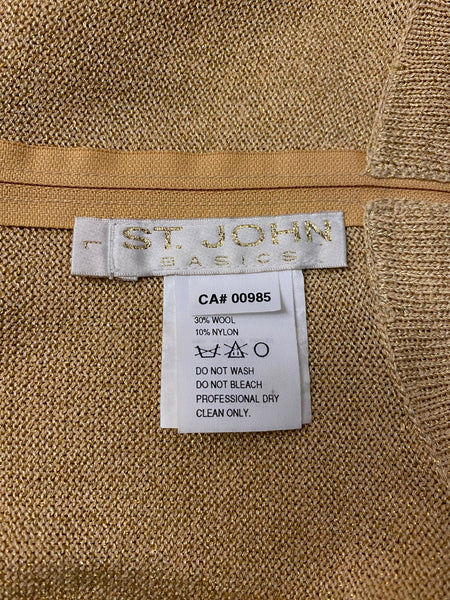 L
ST. JOHN
BASICS
CA# 00985
30% WOOL
10% NYLON
DO NOT WASH
DO NOT BLEACH
PROFESSIONAL DRY
CLEAN ONLY.